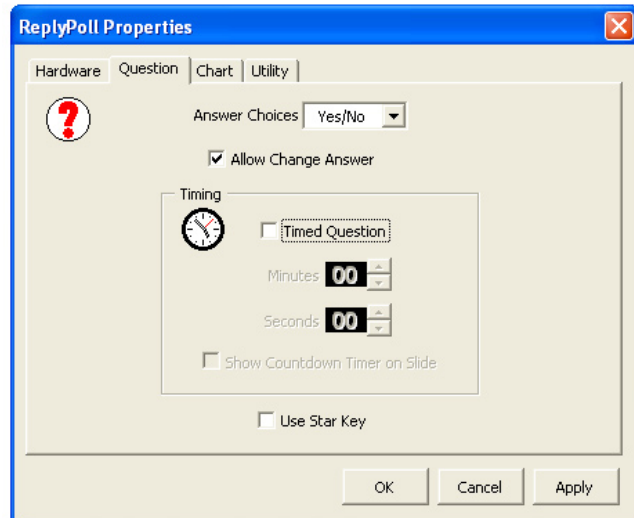 ReplyPoll Properties
Hardware Question Chart Utility
Answer Choices Yes/No
Allow Change Answer
Timing
Timed Question
Minutes 00
Seconds 00
Show Countdown Timer on Slide
Use Star Key
OK Cancel Apply